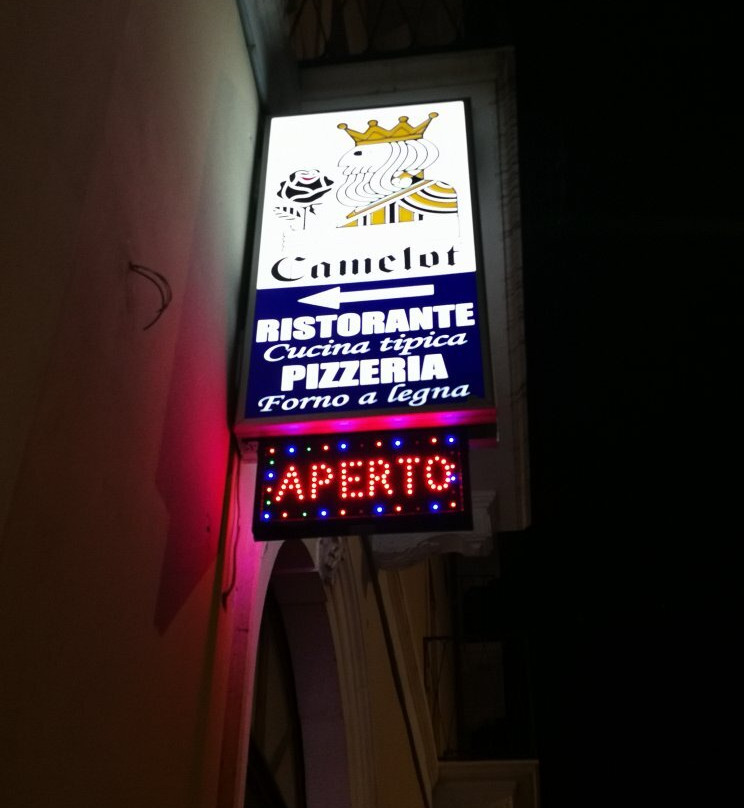 Camelot
RISTORANTE
Cucina tipica
PIZZERIA
Forno a legna
APERTO